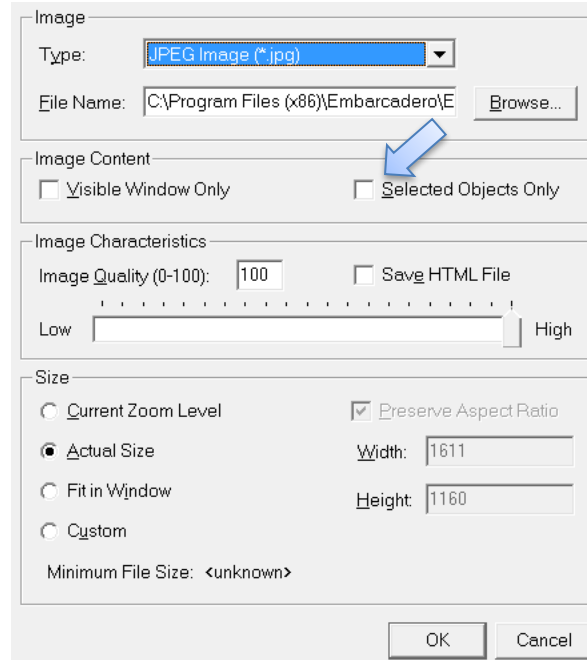 Image
Type: JPEG Image (*.jpg)
File Name: C:\Program Files (x86)\Embarcadero\E Browse...
Image Content
Visible Window Only Selected Objects Only
Image Characteristics
Image Quality (0-100): 100 Save HTML File
Low High
Size
Current Zoom Level Preserve Aspect Ratio
Actual Size Width: 1611
Fit in Window Height: 1160
Custom
Minimum File Size: <unknown>
OK Cancel